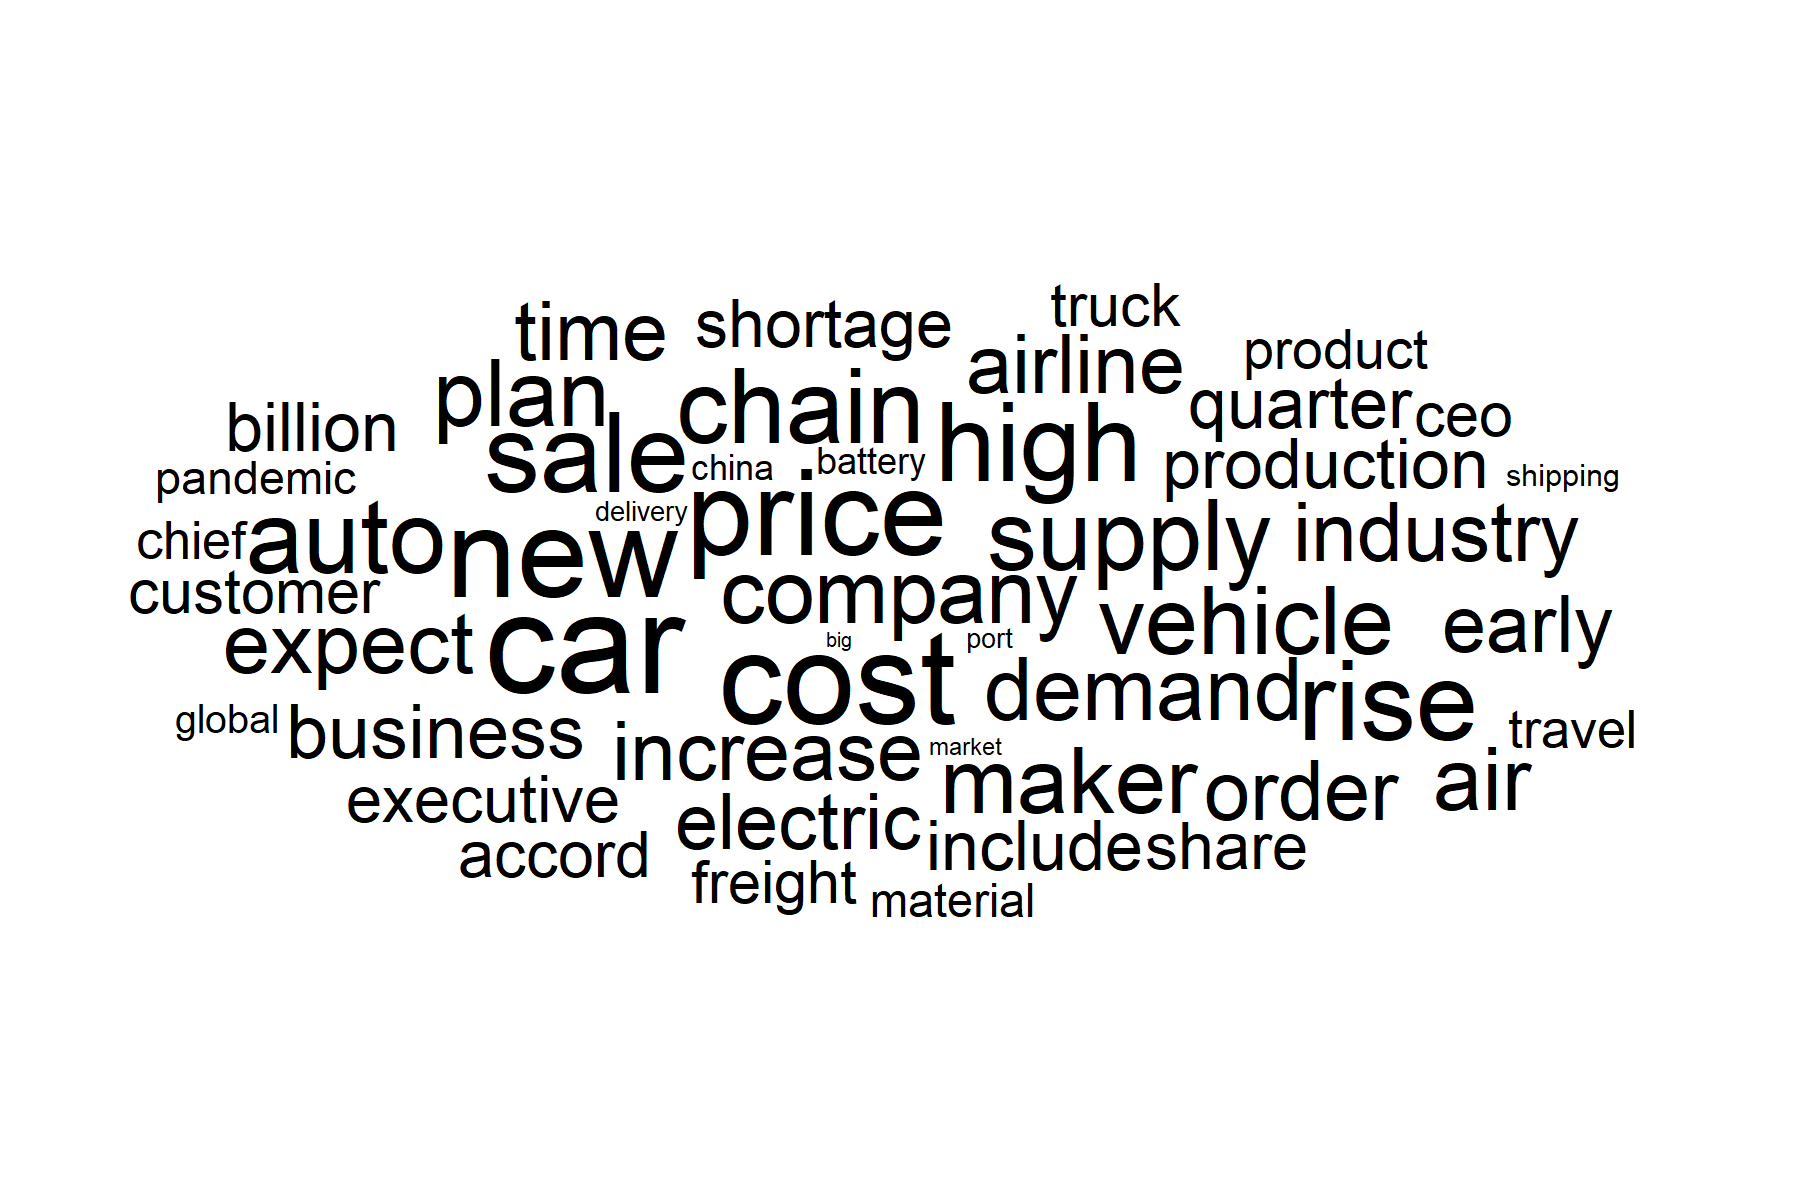 truck
time shortage
airline product
plan chain quarter ceo
billion sale high
pandemic china battery production shipping
delivery price
chief auto new supply industry
customer company
expect car big port vehicle early
cost demand rise
global business travel
increase market
executive maker order air
electric
accord include share
freight material